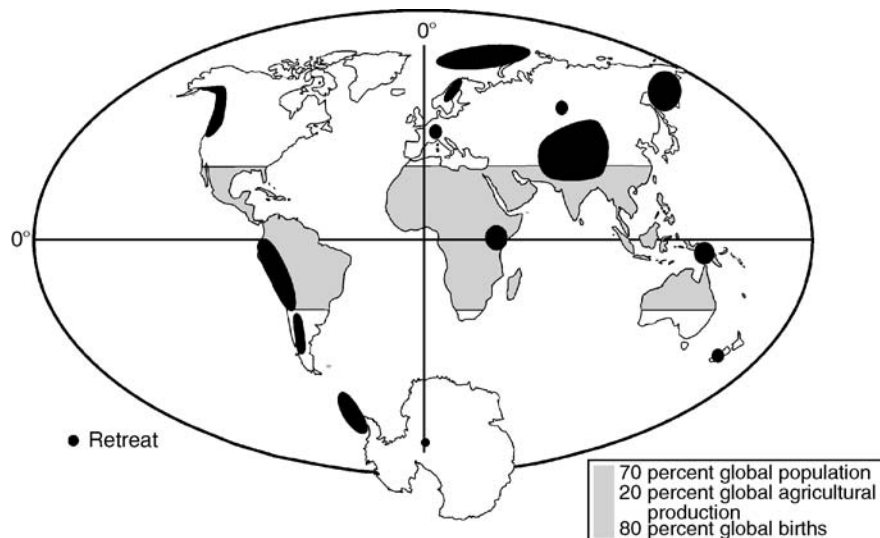 0°
0°
Retreat
70 percent global population
20 percent global agricultural
production
80 percent global births